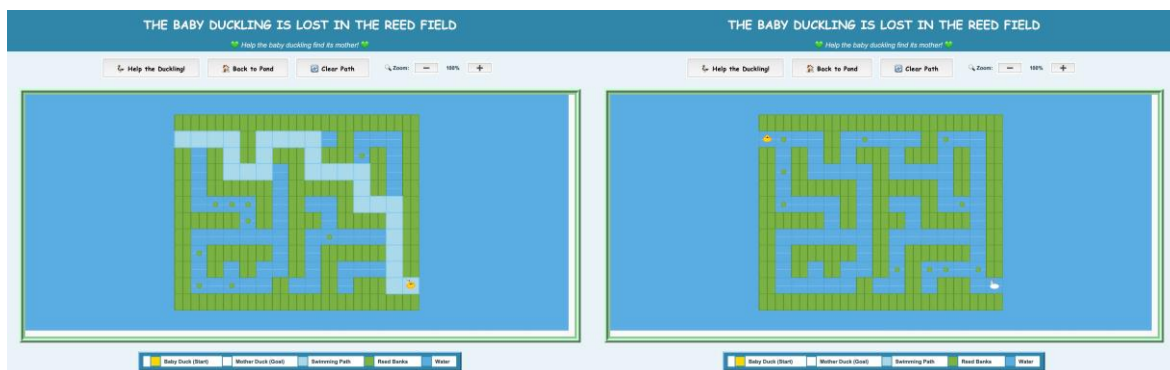 THE BABY DUCKLING IS LOST IN THE REED FIELD
Help the baby duckling find its mother!
Help the Duckling! Back to Pond Clear Path Zoom: − 100% +
Baby Duck (Start) Mother Duck (Goal) Swimming Path Reed Banks Water
THE BABY DUCKLING IS LOST IN THE REED FIELD
Help the baby duckling find its mother!
Help the Duckling! Back to Pond Clear Path Zoom: − 100% +
Baby Duck (Start) Mother Duck (Goal) Swimming Path Reed Banks Water